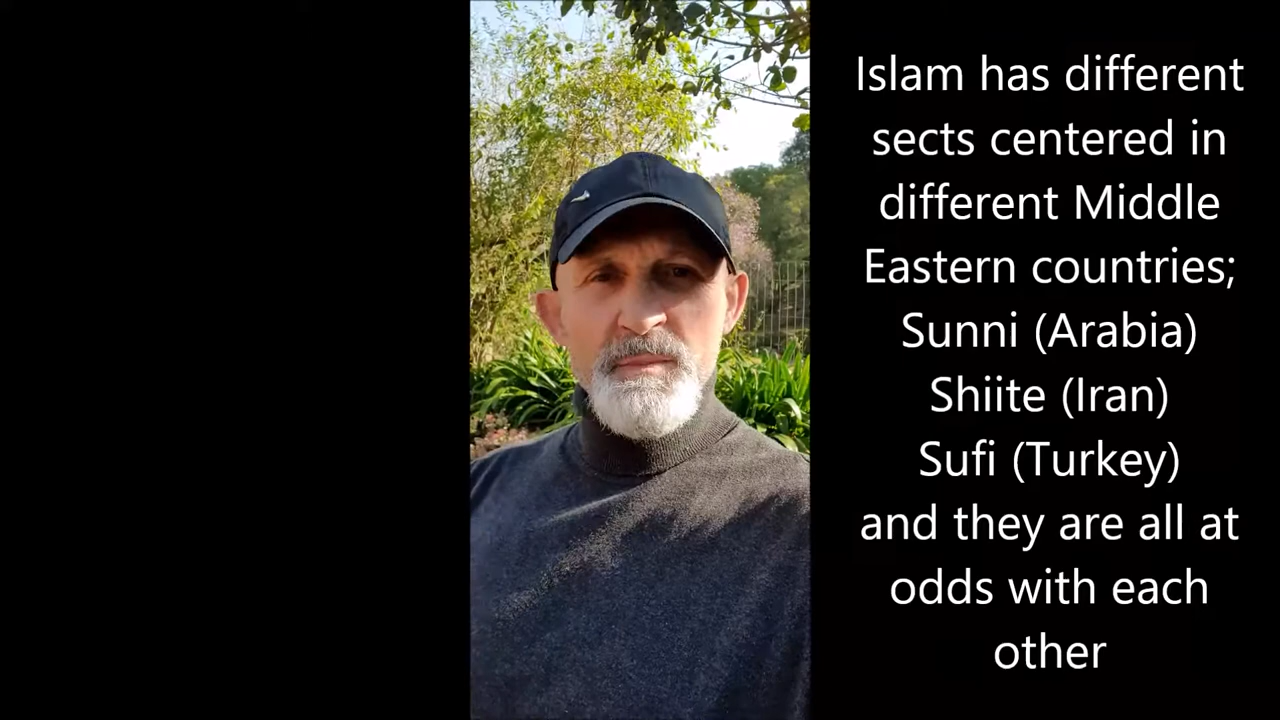 Islam has different
sects centered in
different Middle
Eastern countries;
Sunni (Arabia)
Shiite (Iran)
Sufi (Turkey)
and they are all at
odds with each
other